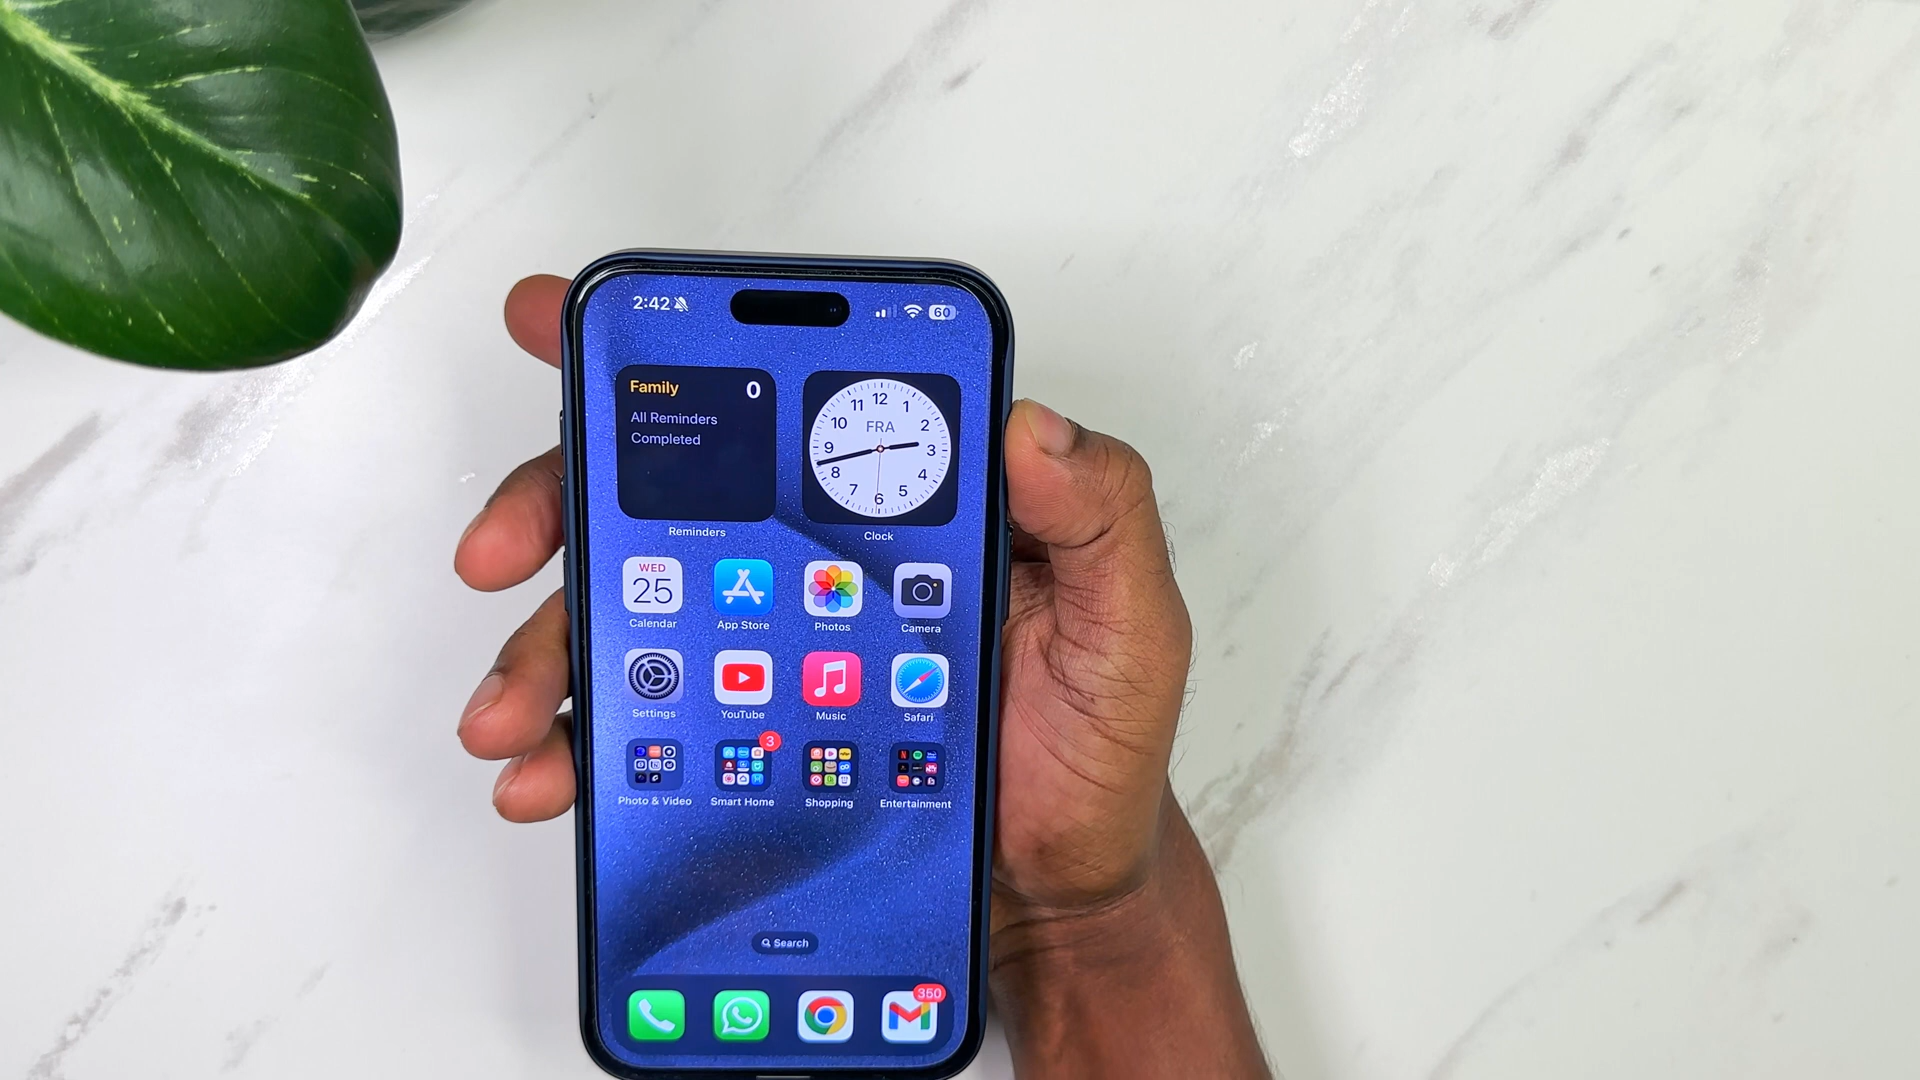 2:42
60
Family 0
All Reminders
Completed
Reminders
12
11 1
10 FRA 2
9 3
8 4
7 5
6
Clock
WED
25
Calendar
App Store
Photos
Camera
Settings
YouTube
Music
Safari
3
Photo & Video
Smart Home
Shopping
Entertainment
Search
350